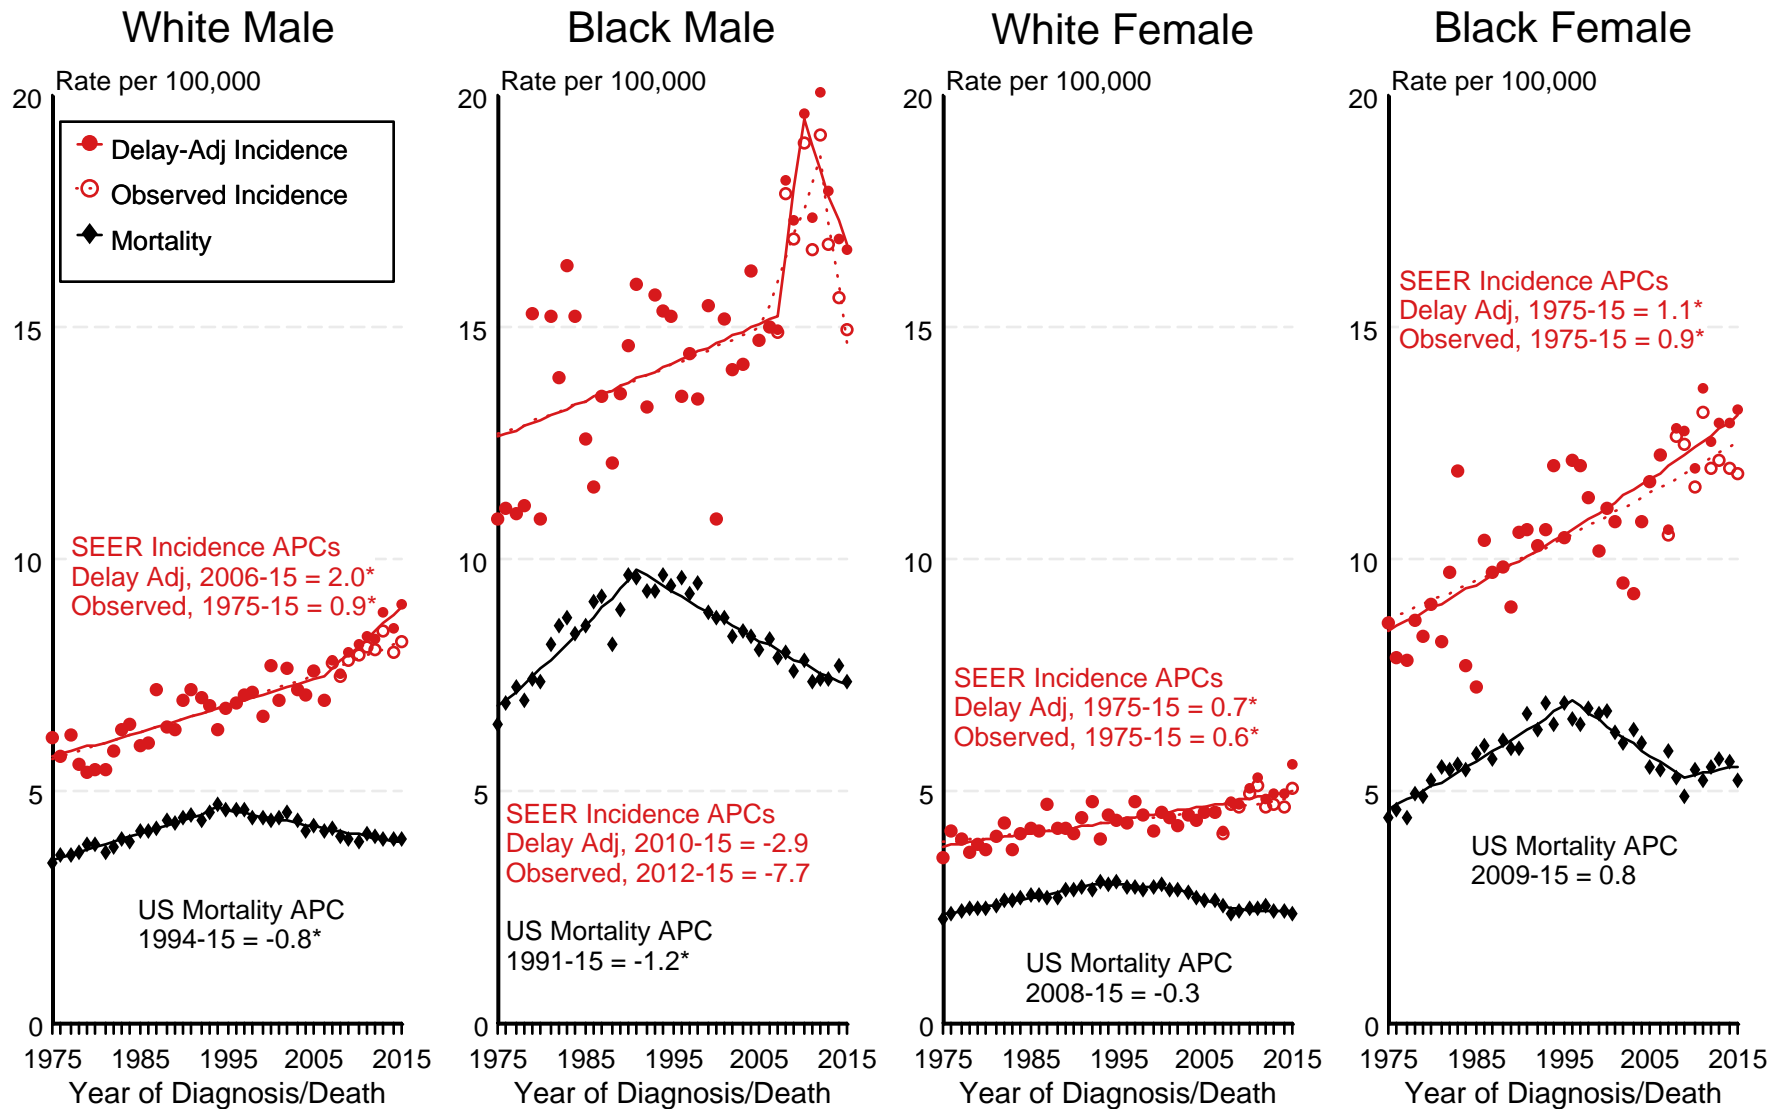 White Male
Rate per 100,000
20
15
10
5
0
Delay-Adj Incidence
Observed Incidence
Mortality
SEER Incidence APCs
Delay Adj, 2006-15 = 2.0*
Observed, 1975-15 = 0.9*
US Mortality APC
1994-15 = -0.8*
1975 1985 1995 2005 2015
Year of Diagnosis/Death
Black Male
20
15
10
5
0
SEER Incidence APCs
Delay Adj, 2010-15 = -2.9
Observed, 2012-15 = -7.7
US Mortality APC
1991-15 = -1.2*
1975 1985 1995 2005 2015
Year of Diagnosis/Death
White Female
Rate per 100,000
20
15
10
5
0
SEER Incidence APCs
Delay Adj, 1975-15 = 0.7*
Observed, 1975-15 = 0.6*
US Mortality APC
2008-15 = -0.3
1975 1985 1995 2005 2015
Year of Diagnosis/Death
Black Female
Rate per 100,000
20
15
10
5
0
SEER Incidence APCs
Delay Adj, 1975-15 = 1.1*
Observed, 1975-15 = 0.9*
US Mortality APC
2009-15 = 0.8
1975 1985 1995 2005 2015
Year of Diagnosis/Death
Rate per 100,000